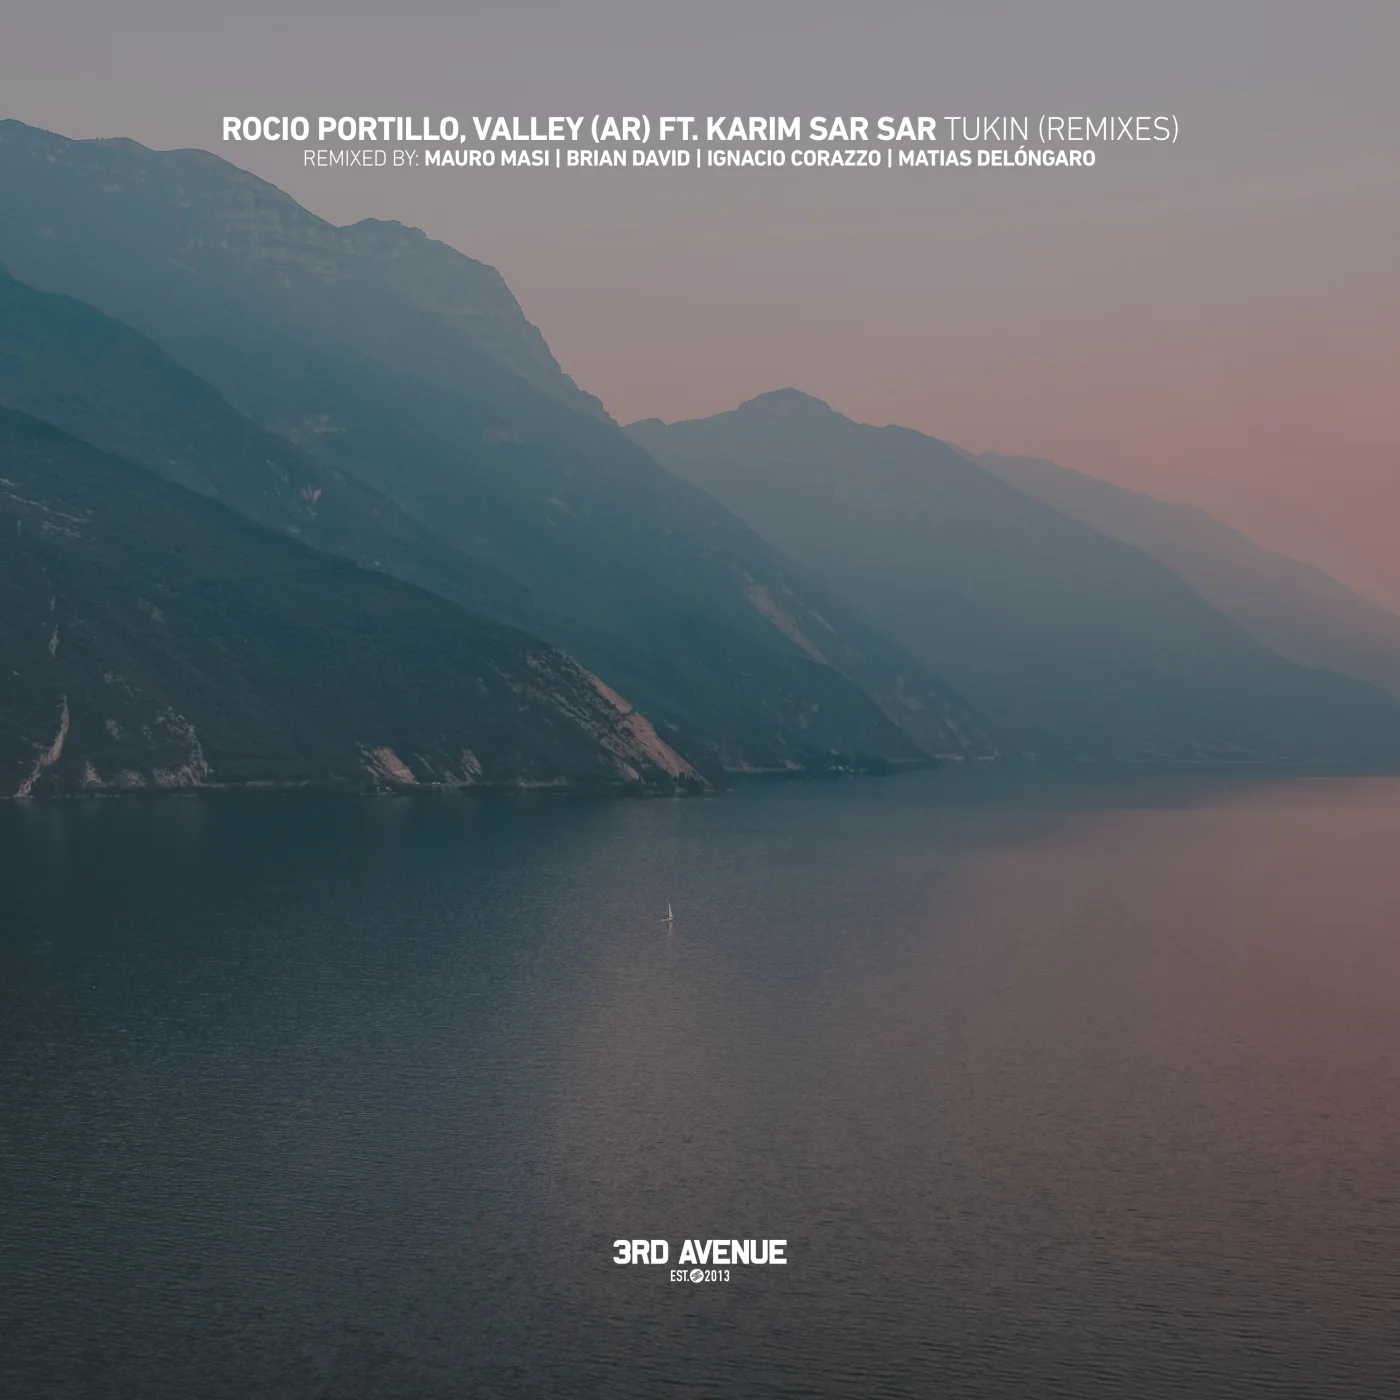 ROCIO PORTILLO, VALLEY (AR) FT. KARIM SAR SAR TUKIN (REMIXES)
REMIXED BY: MAURO MASI | BRIAN DAVID | IGNACIO CORAZZO | MATIAS DELÓNGARO
3RD AVENUE
EST. 2013